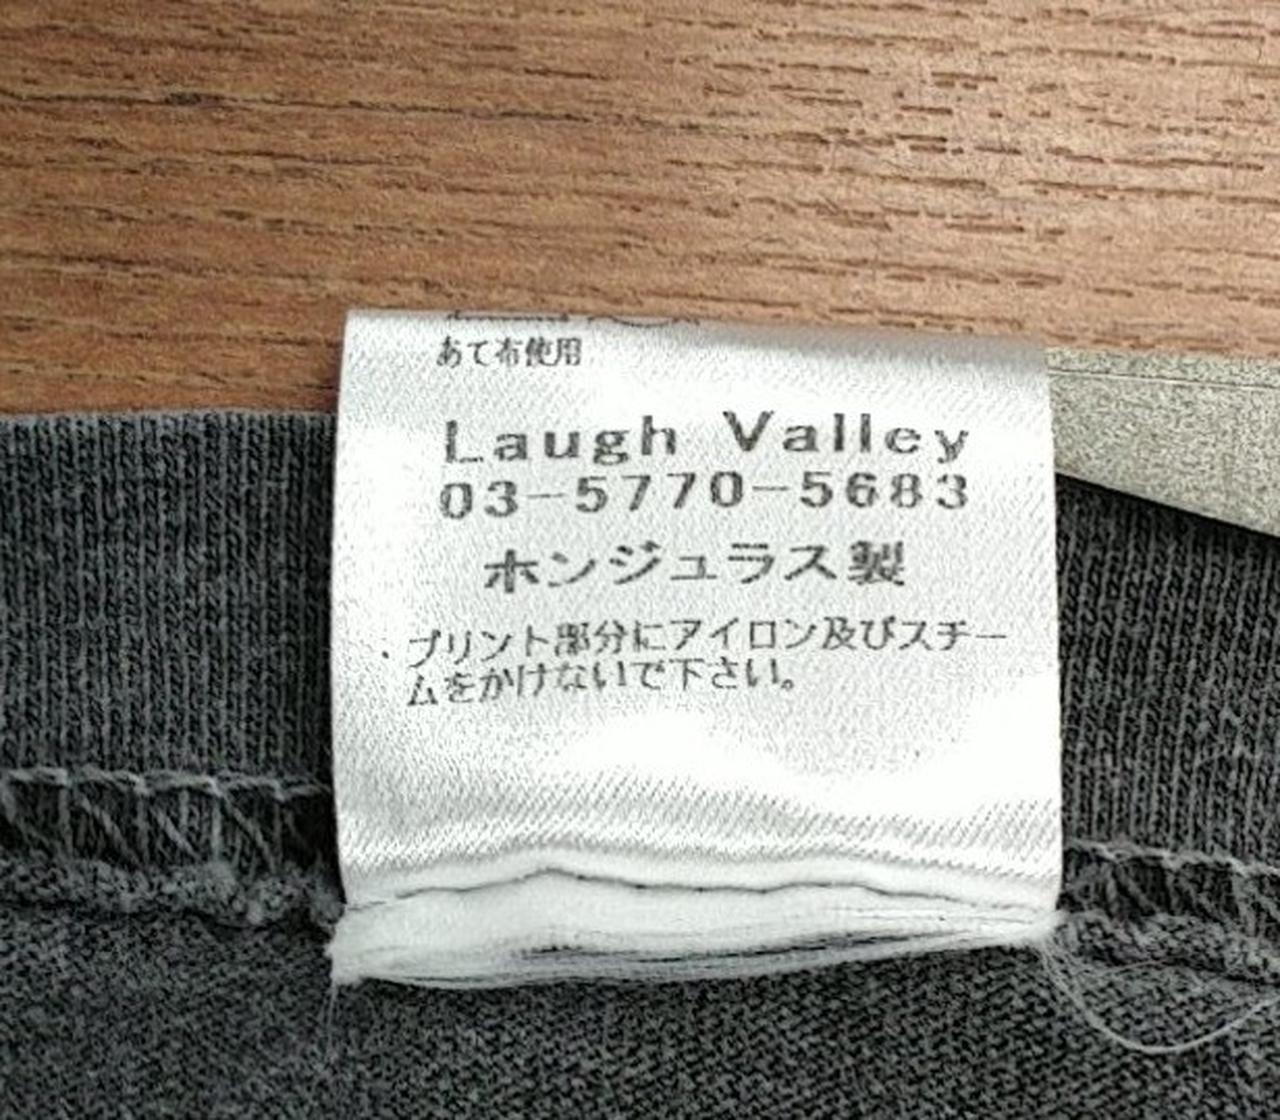 あて布使用
Laugh Valley
03-5770-5683
ホンジュラス製
プリント部分にアイロン及びスチー
ムをかけないで下さい。